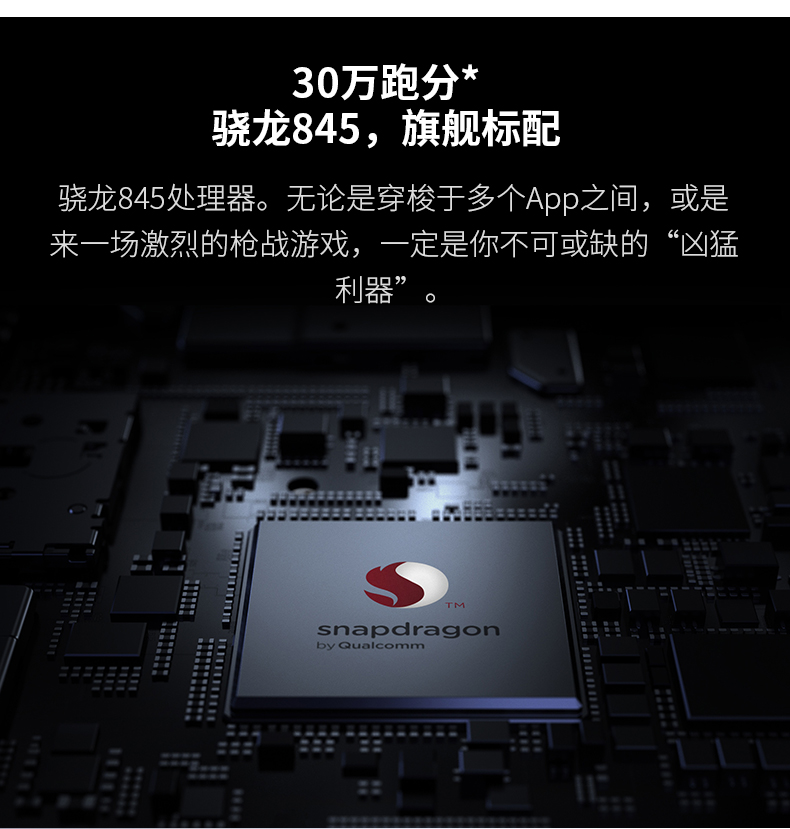 30万跑分*
骁龙845，旗舰标配
骁龙845处理器。无论是穿梭于多个App之间，或是
来一场激烈的枪战游戏，一定是你不可或缺的“凶猛
利器”。
TM
snapdragon
by Qualcomm